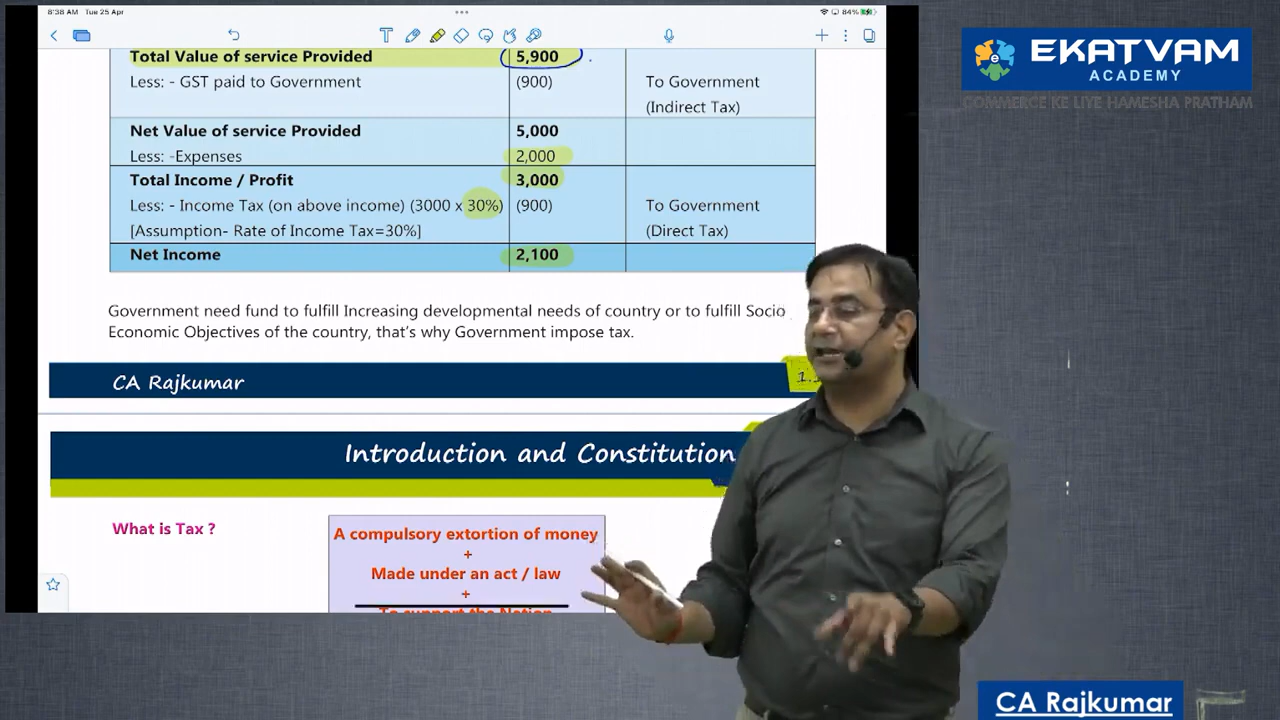 8:38 AM Tue 25 Apr
84%
EKATVAM
ACADEMY
COMMERCE KE LIYE HAMESHA PRATHAM
Total Value of service Provided 5,900
Less: - GST paid to Government (900) To Government
(Indirect Tax)
Net Value of service Provided 5,000
Less: -Expenses 2,000
Total Income / Profit 3,000
Less: - Income Tax (on above income) (3000 x 30%) (900) To Government
[Assumption- Rate of Income Tax=30%] (Direct Tax)
Net Income 2,100
Government need fund to fulfill Increasing developmental needs of country or to fulfill Socio
Economic Objectives of the country, that's why Government impose tax.
CA Rajkumar
Introduction and Constitution
What is Tax ?
A compulsory extortion of money
+
Made under an act / law
+
To support the Nation
CA Rajkumar